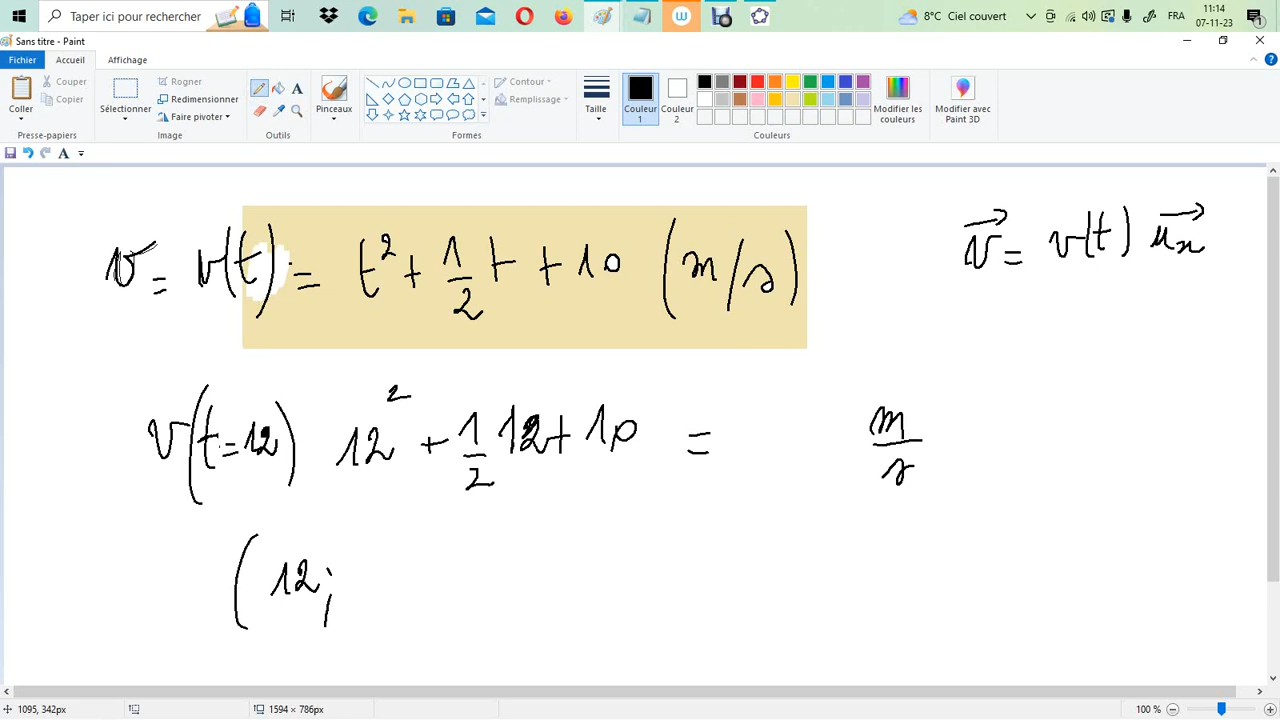 Taper ici pour rechercher
8°C Ciel couvert
FRA
11:14
07-11-23
1
Sans titre - Paint
Fichier Accueil Affichage
Coller
Couper
Copier
Presse-papiers
Sélectionner
Rogner
Redimensionner
Faire pivoter
Image
A
Outils
Pinceaux
Contour
Remplissage
Formes
Taille
Couleur 1
Couleur 2
Couleurs
Modifier les couleurs
Modifier avec Paint 3D
A
v = v(t) = t² + 1/2 t + 10 (m/s)
v⃗ = v(t) u⃗x
v(t=12) 12² + 1/2 12 + 10 = m/s
(12;
1095, 342px
1594 × 786px
100 %